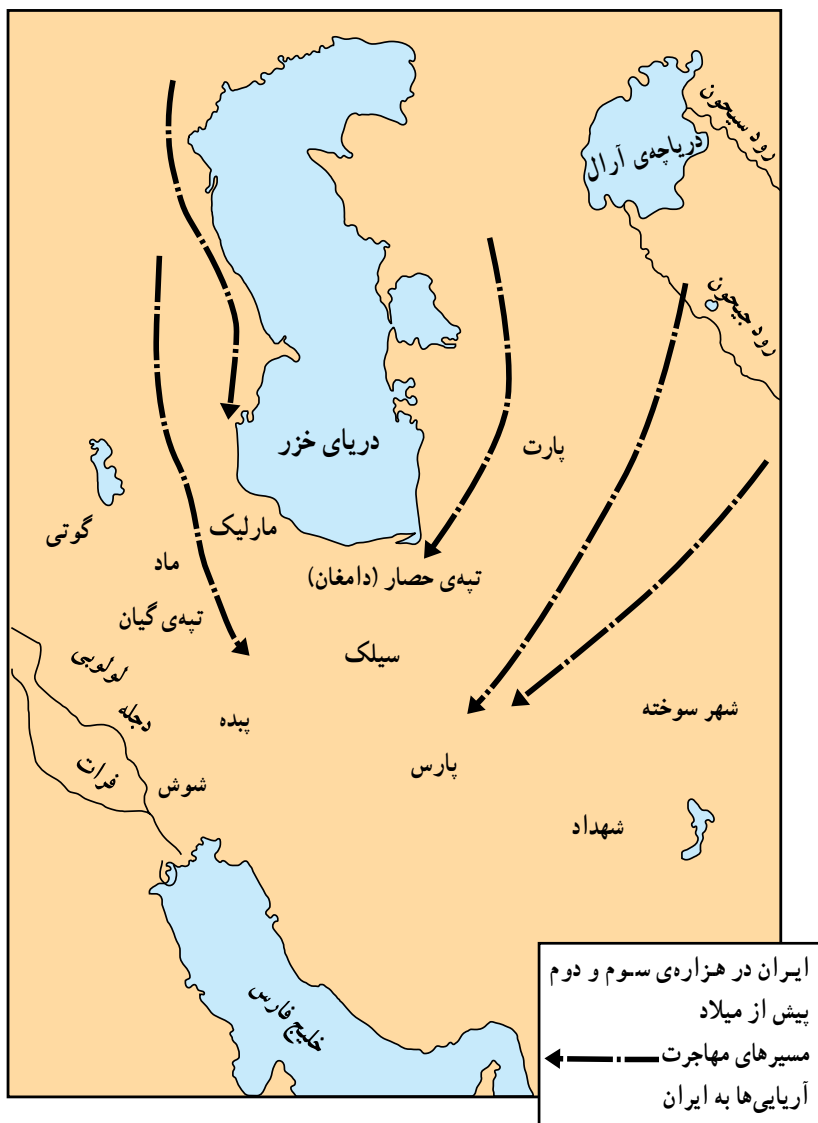 رود سیحون
دریاچه‌ی آرال
رود جیحون
دریای خزر
پارت
مارلیک
گوتی
ماد
تپه‌ی حصار (دامغان)
تپه‌ی گیان
سیلک
لولوبی
دجله
پبده
شهر سوخته
فرات
شوش
پارس
شهداد
خلیج فارس
ایران در هزاره‌ی سوم و دوم
پیش از میلاد
مسیرهای مهاجرت
آریایی‌ها به ایران